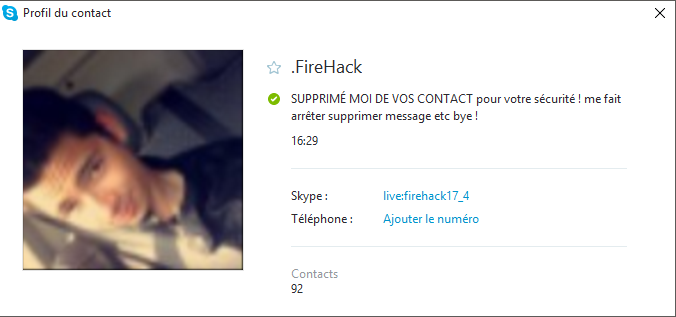 Profil du contact
.FireHack
SUPPRIMÉ MOI DE VOS CONTACT pour votre sécurité ! me fait
arrêter supprimer message etc bye !
16:29
Skype : live:firehack17_4
Téléphone : Ajouter le numéro
Contacts
92